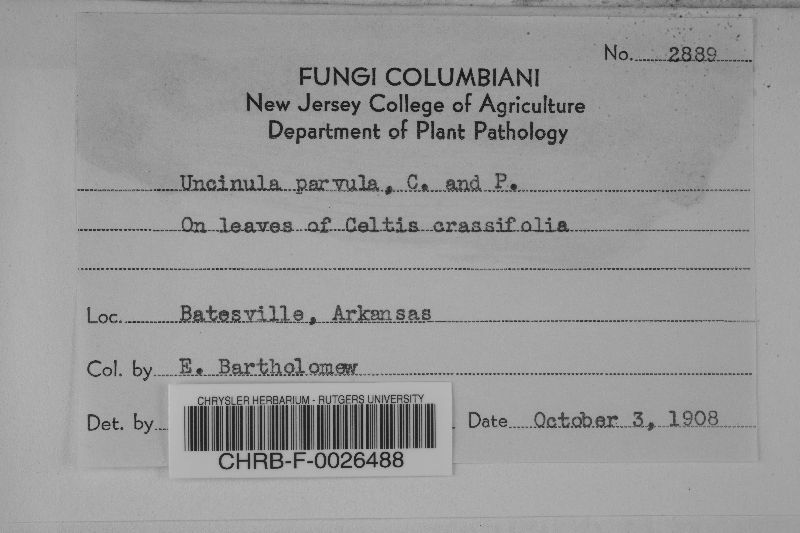 No. 2889
FUNGI COLUMBIANI
New Jersey College of Agriculture
Department of Plant Pathology
Uncinula parvula, C. and P.
On leaves of Celtis crassifolia
Loc. Batesville, Arkansas
Col. by E. Bartholomew
Det. by Date October 3, 1908
CHRYSLER HERBARIUM - RUTGERS UNIVERSITY
CHRB-F-0026488